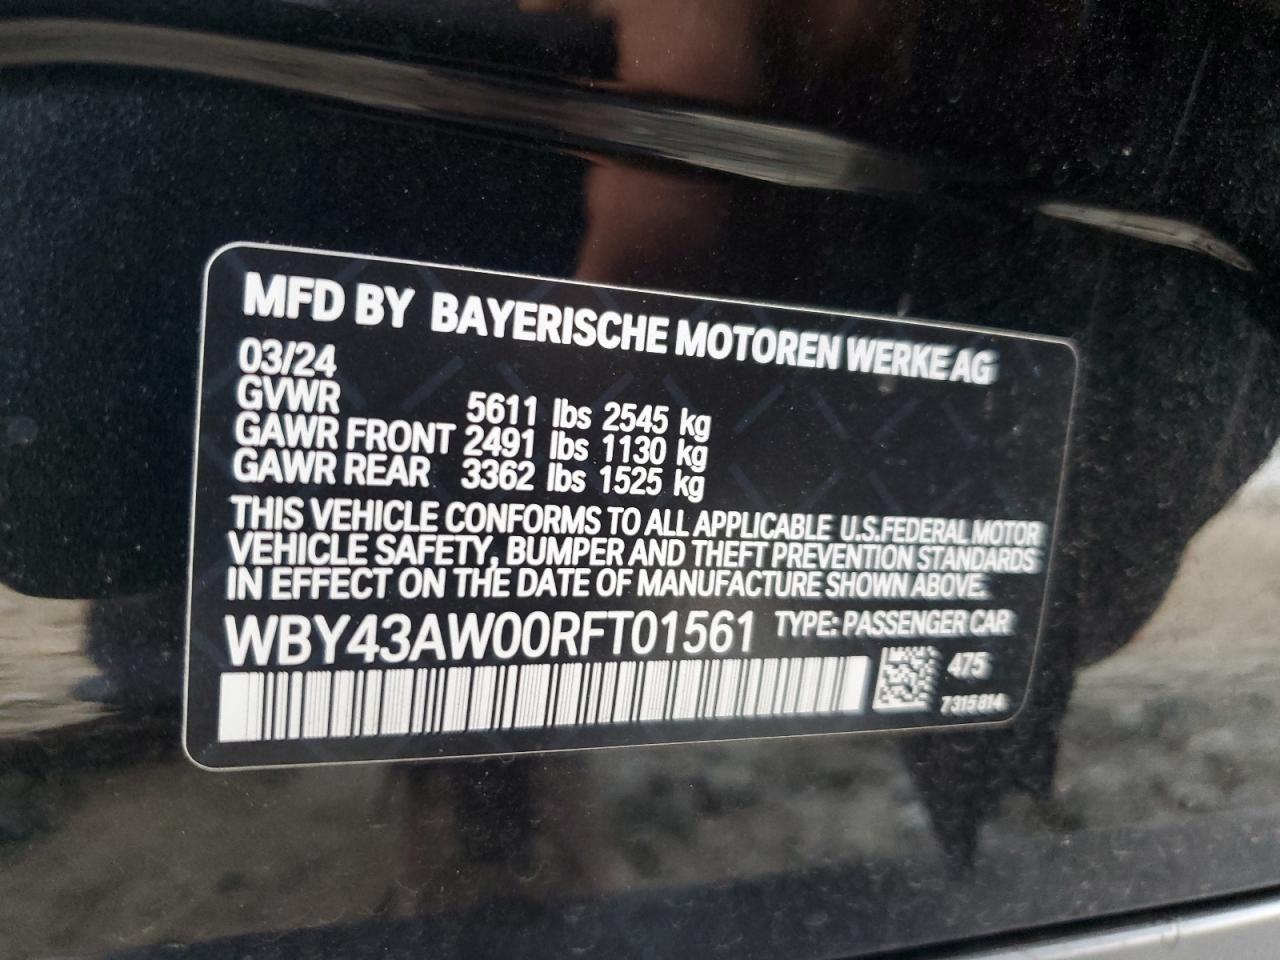 MFD BY BAYERISCHE MOTOREN WERKE AG
03/24
GVWR 5611 lbs 2545 kg
GAWR FRONT 2491 lbs 1130 kg
GAWR REAR 3362 lbs 1525 kg
THIS VEHICLE CONFORMS TO ALL APPLICABLE U.S.FEDERAL MOTOR
VEHICLE SAFETY, BUMPER AND THEFT PREVENTION STANDARDS
IN EFFECT ON THE DATE OF MANUFACTURE SHOWN ABOVE.
WBY43AW00RFT01561 TYPE: PASSENGER CAR
475
7315814